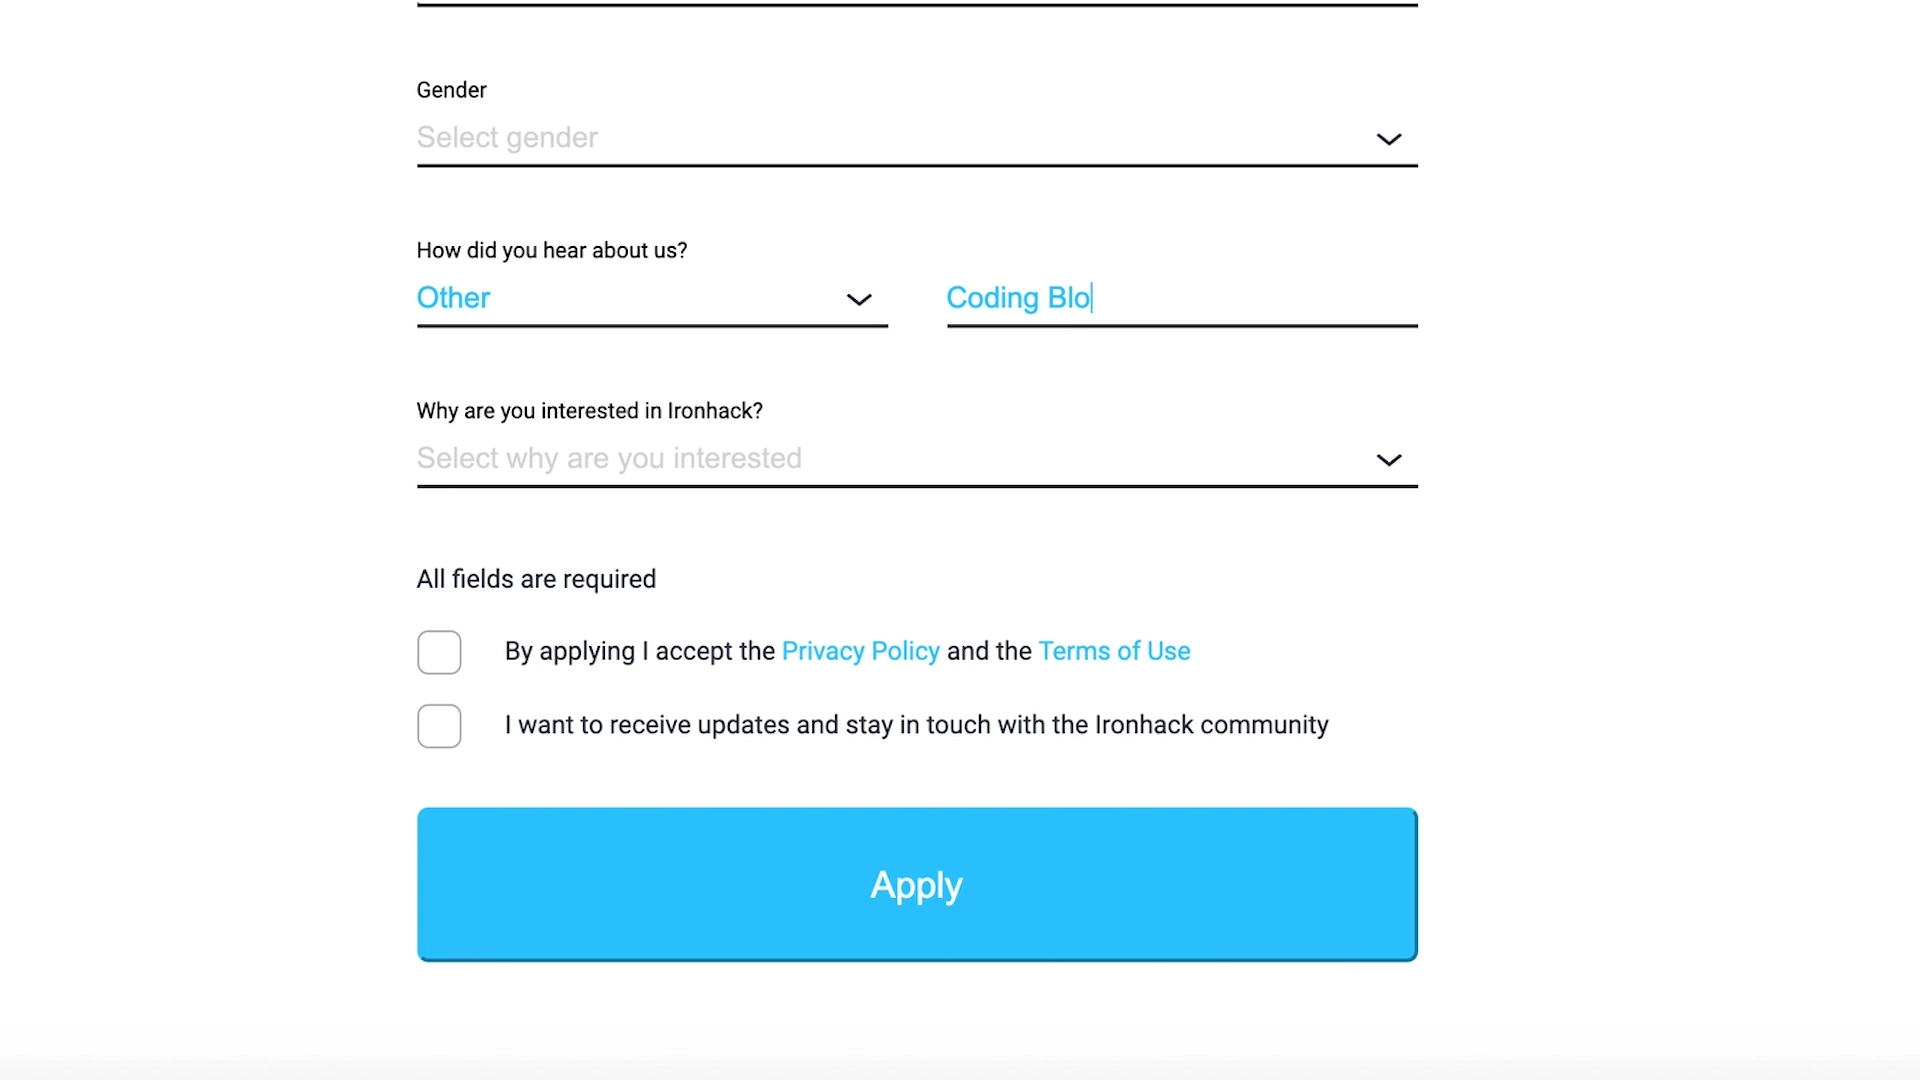 Gender
Select gender
How did you hear about us?
Other
Coding Blo
Why are you interested in Ironhack?
Select why are you interested
All fields are required
By applying I accept the Privacy Policy and the Terms of Use
I want to receive updates and stay in touch with the Ironhack community
Apply